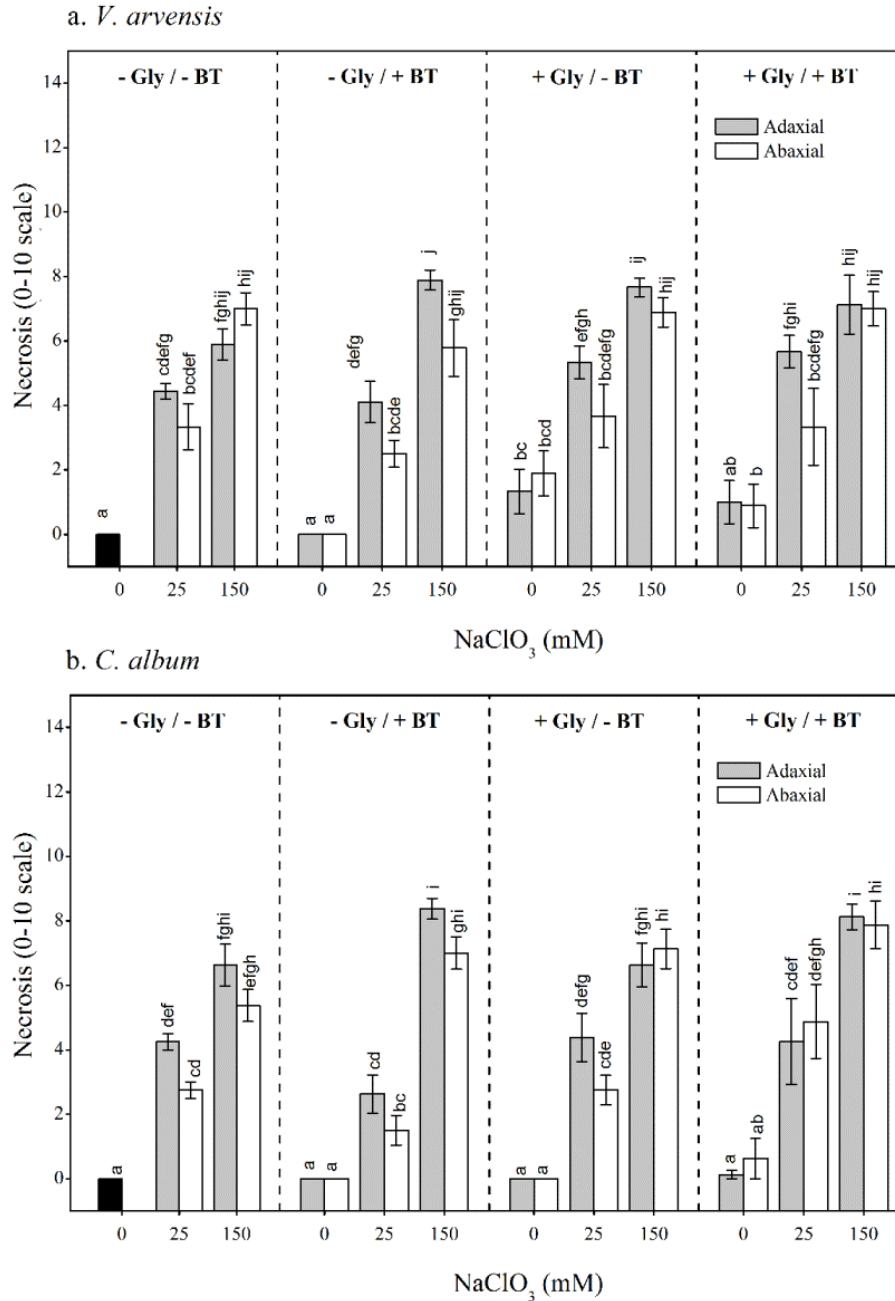 a. V. arvensis
- Gly / - BT
- Gly / + BT
+ Gly / - BT
+ Gly / + BT
Adaxial
Abaxial
Necrosis (0-10 scale)
14
12
10
8
6
4
2
0
a
cdefg
bcdef
fghij
hij
a
a
defg
bcde
j
ghij
bc
bcd
efgh
bcdefg
ij
hij
ab
b
fghi
bcdefg
hij
hij
0 25 150 0 25 150 0 25 150 0 25 150
NaClO3 (mM)
b. C. album
- Gly / - BT
- Gly / + BT
+ Gly / - BT
+ Gly / + BT
Adaxial
Abaxial
Necrosis (0-10 scale)
14
12
10
8
6
4
2
0
a
def
cd
fghi
efgh
a
a
cd
bc
i
ghi
a
a
defg
cde
fghi
hi
a
ab
cdef
defgh
i
hi
0 25 150 0 25 150 0 25 150 0 25 150
NaClO3 (mM)